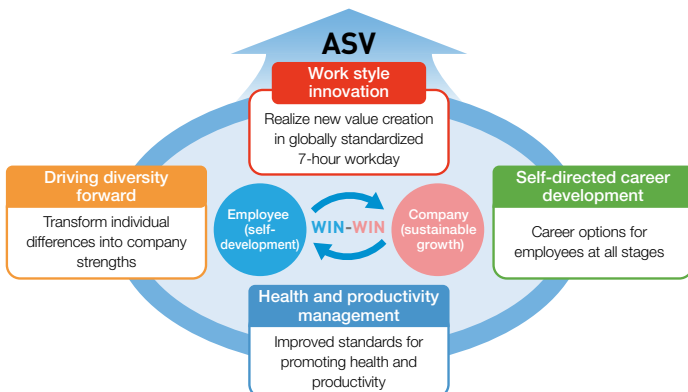 ASV
Work style
innovation
Realize new value creation
in globally standardized
7-hour workday
Driving diversity
forward
Transform individual
differences into company
strengths
Employee
(self-
development)
WIN-WIN
Company
(sustainable
growth)
Self-directed career
development
Career options for
employees at all stages
Health and productivity
management
Improved standards for
promoting health and
productivity